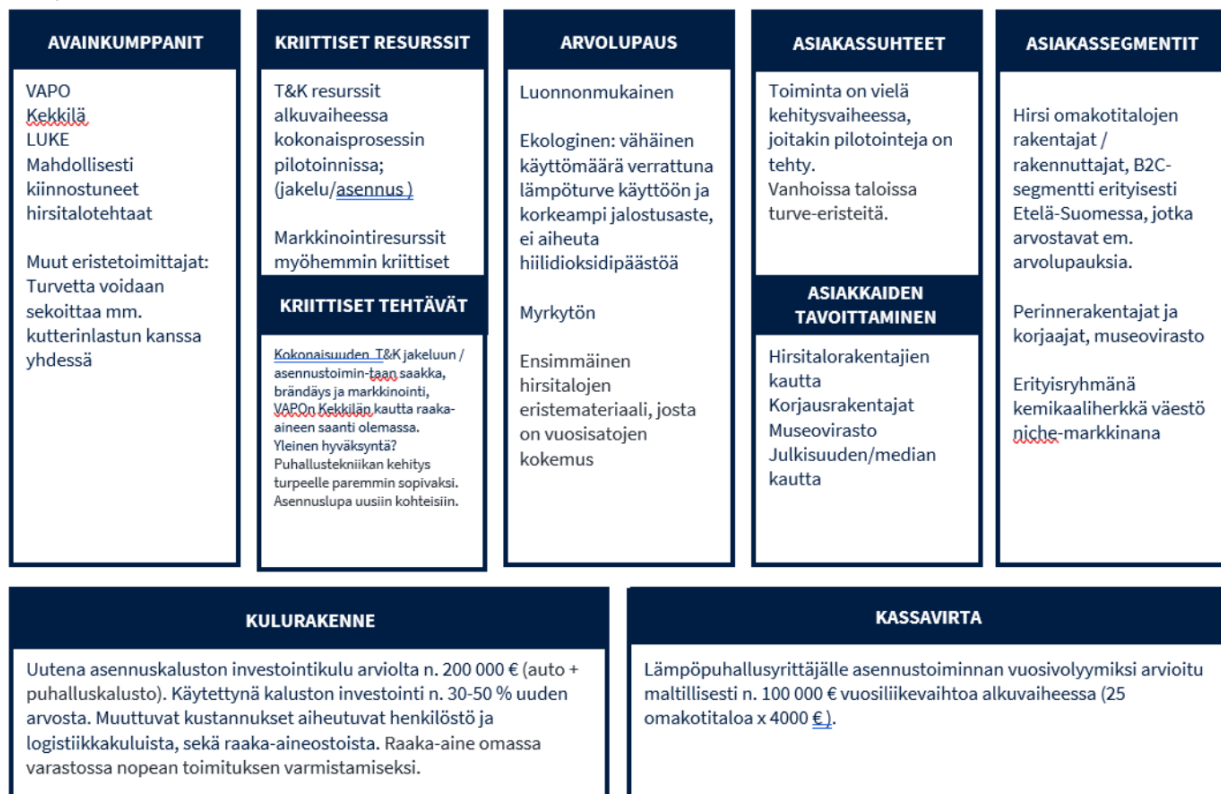 AVAINKUMPPANIT
VAPO
Kekkilä
LUKE
Mahdollisesti
kiinnostuneet
hirsitalotehtaat
Muut eristetoimittajat:
Turvetta voidaan
sekoittaa mm.
kutterinlastun kanssa
yhdessä
KRIITTISET RESURSSIT
T&K resurssit
alkuvaiheessa
kokonaisprosessin
pilotoinnissa;
(jakelu/asennus )
Markkinointiresurssit
myöhemmin kriittiset
KRIITTISET TEHTÄVÄT
Kokonaisuuden T&K jakeluun /
asennustoimin-taan saakka,
brändäys ja markkinointi,
VAPOn Kekkilän kautta raaka-
aineen saanti olemassa.
Yleinen hyväksyntä?
Puhallustekniikan kehitys
turpeelle paremmin sopivaksi.
Asennuslupa uusiin kohteisiin.
ARVOLUPAUS
Luonnonmukainen
Ekologinen: vähäinen
käyttömäärä verrattuna
lämpöturve käyttöön ja
korkeampi jalostusaste,
ei aiheuta
hiilidioksidipäästöä
Myrkytön
Ensimmäinen
hirsitalojen
eristemateriaali, josta
on vuosisatojen
kokemus
ASIAKASSUHTEET
Toiminta on vielä
kehitysvaiheessa,
joitakin pilotointeja on
tehty.
Vanhoissa taloissa
turve-eristeitä.
ASIAKKAIDEN
TAVOITTAMINEN
Hirsitalorakentajien
kautta
Korjausrakentajat
Museovirasto
Julkisuuden/median
kautta
ASIAKASSEGMENTIT
Hirsi omakotitalojen
rakentajat /
rakennuttajat, B2C-
segmentti erityisesti
Etelä-Suomessa, jotka
arvostavat em.
arvolupauksia.
Perinnerakentajat ja
korjaajat, museovirasto
Erityisryhmänä
kemikaaliherkkä väestö
niche-markkinana
KULURAKENNE
Uutena asennuskaluston investointikulu arviolta n. 200 000 € (auto +
puhalluskalusto). Käytettynä kaluston investointi n. 30-50 % uuden
arvosta. Muuttuvat kustannukset aiheutuvat henkilöstö ja
logistiikkakuluista, sekä raaka-aineostoista. Raaka-aine omassa
varastossa nopean toimituksen varmistamiseksi.
KASSAVIRTA
Lämpöpuhallusyrittäjälle asennustoiminnan vuosivolyymiksi arvioitu
maltillisesti n. 100 000 € vuosiliikevaihtoa alkuvaiheessa (25
omakotitaloa x 4000 € ).